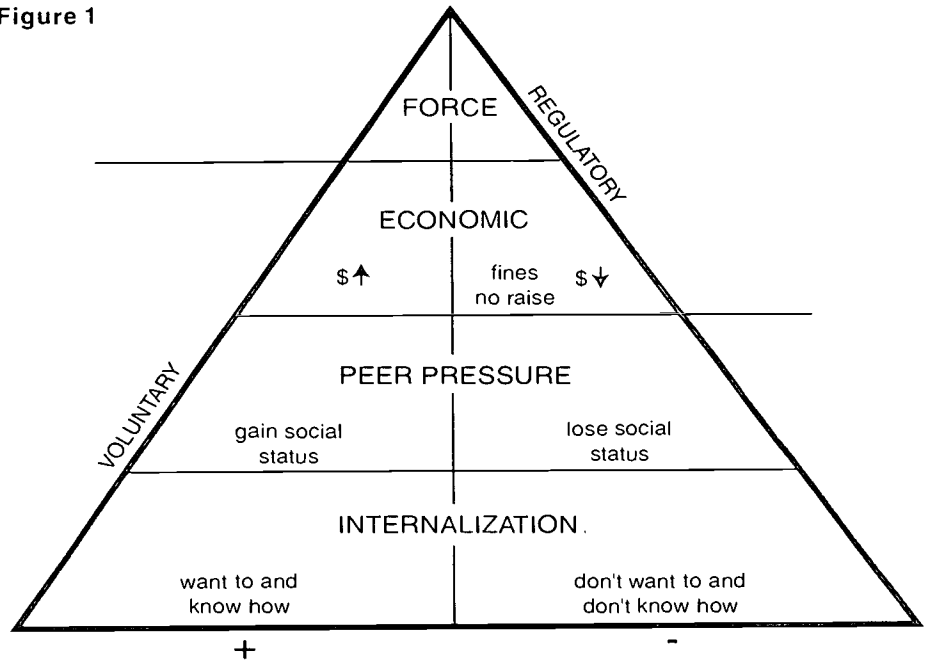 Figure 1
FORCE
REGULATORY
ECONOMIC
$↑
fines
no raise
$↓
PEER PRESSURE
VOLUNTARY
gain social
status
lose social
status
INTERNALIZATION.
want to and
know how
don't want to and
don't know how
+
-